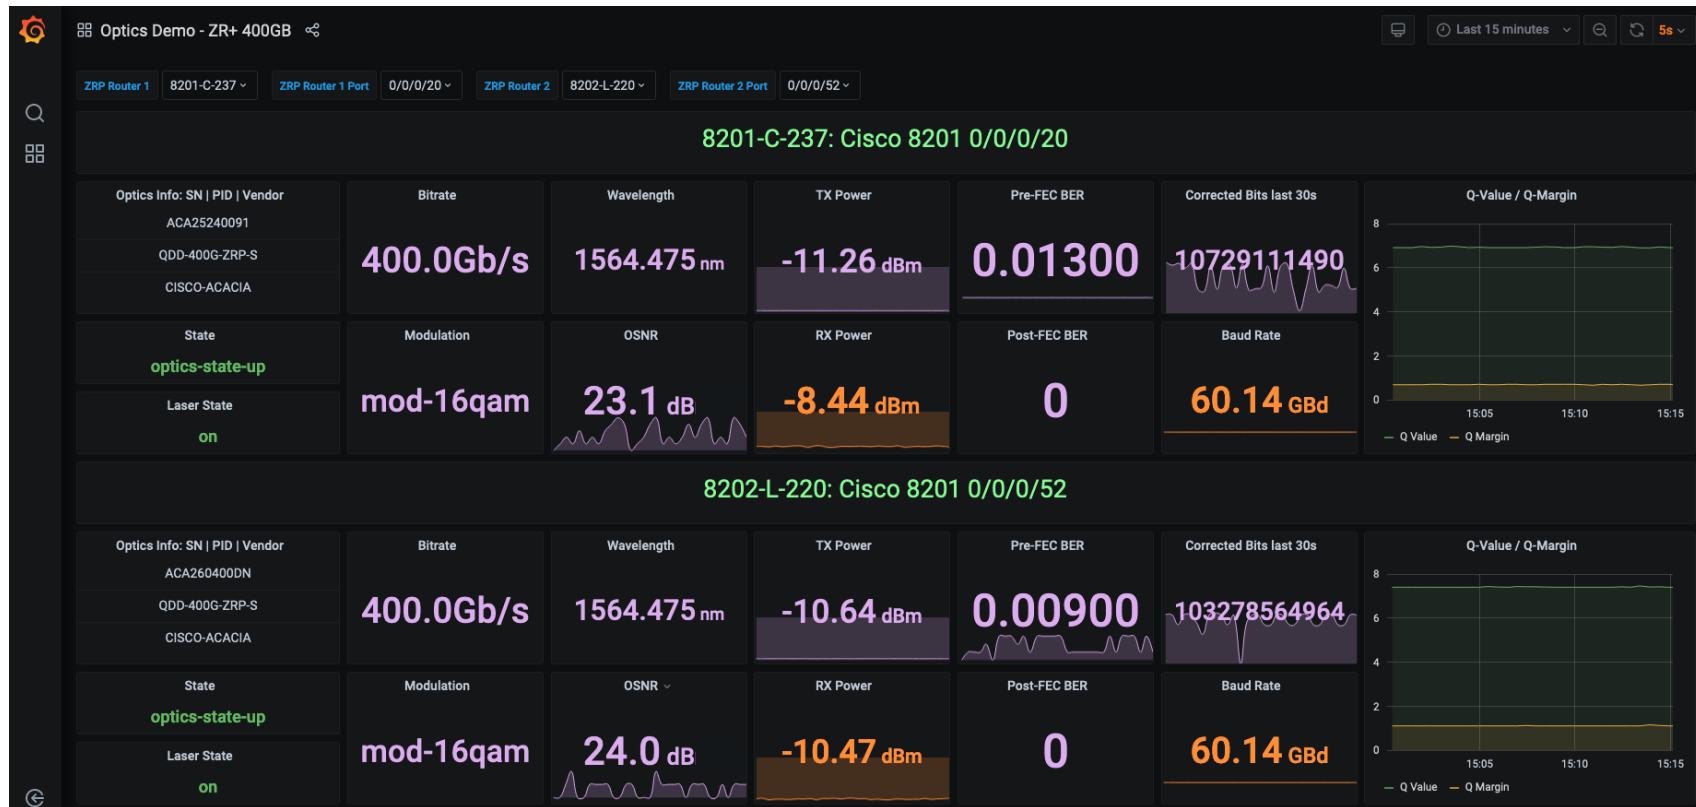 Optics Demo - ZR+ 400GB
Last 15 minutes
5s
ZRP Router 1 8201-C-237 ZRP Router 1 Port 0/0/0/20 ZRP Router 2 8202-L-220 ZRP Router 2 Port 0/0/0/52
8201-C-237: Cisco 8201 0/0/0/20
Optics Info: SN | PID | Vendor
ACA25240091
QDD-400G-ZRP-S
CISCO-ACACIA
Bitrate
400.0Gb/s
Wavelength
1564.475 nm
TX Power
-11.26 dBm
Pre-FEC BER
0.01300
Corrected Bits last 30s
10729111490
Q-Value / Q-Margin
8
6
4
2
0
15:05 15:10 15:15
Q Value Q Margin
State
optics-state-up
Laser State
on
Modulation
mod-16qam
OSNR
23.1 dB
RX Power
-8.44 dBm
Post-FEC BER
0
Baud Rate
60.14 GBd
8202-L-220: Cisco 8201 0/0/0/52
Optics Info: SN | PID | Vendor
ACA260400DN
QDD-400G-ZRP-S
CISCO-ACACIA
Bitrate
400.0Gb/s
Wavelength
1564.475 nm
TX Power
-10.64 dBm
Pre-FEC BER
0.00900
Corrected Bits last 30s
103278564964
Q-Value / Q-Margin
8
6
4
2
0
15:05 15:10 15:15
Q Value Q Margin
State
optics-state-up
Laser State
on
Modulation
mod-16qam
OSNR
24.0 dB
RX Power
-10.47 dBm
Post-FEC BER
0
Baud Rate
60.14 GBd